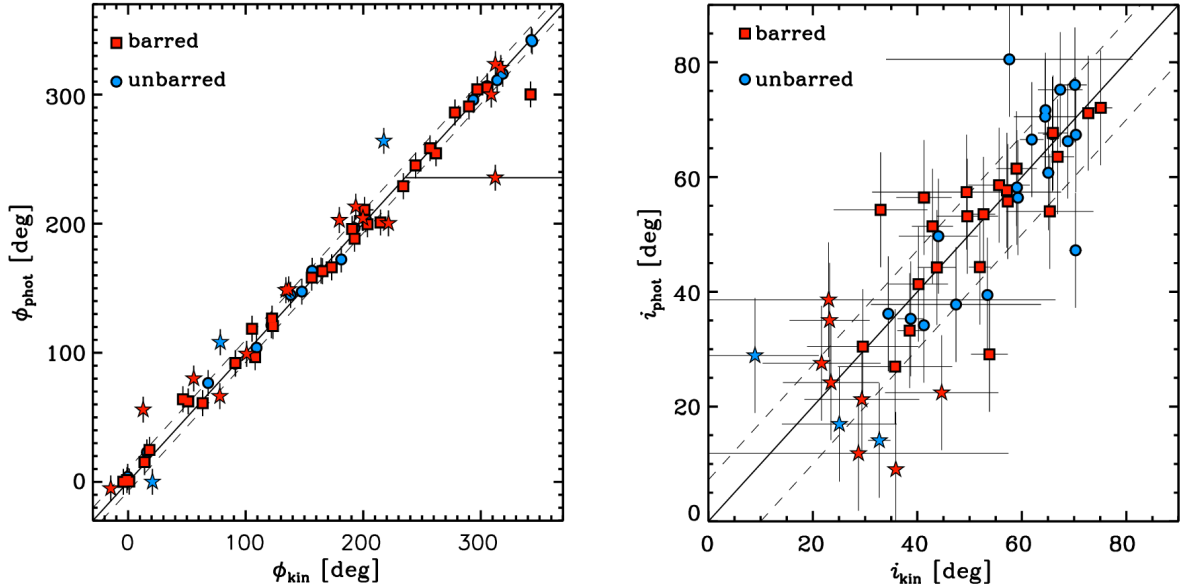 barred
unbarred
300
200
100
0
ϕphot [deg]
0 100 200 300
ϕkin [deg]
barred
unbarred
80
60
40
20
0
iphot [deg]
0 20 40 60 80
ikin [deg]